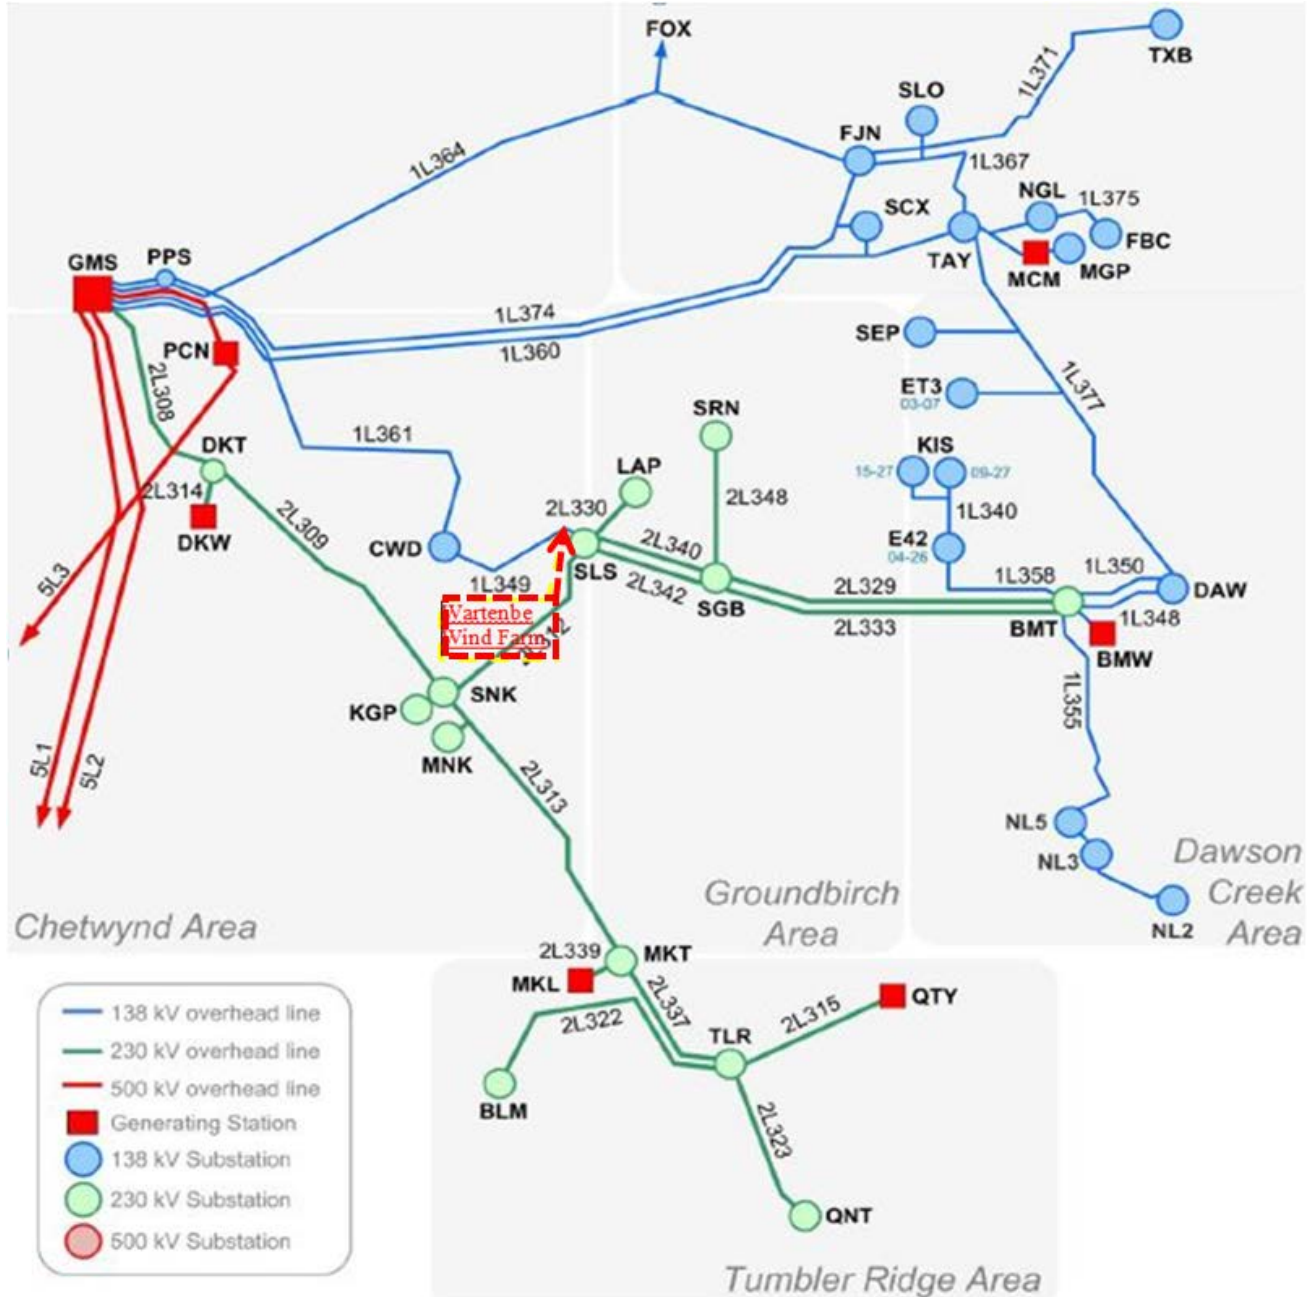 FOX
TXB
1L371
SLO
FJN
1L364
1L367
NGL
1L375
SCX
FBC
TAY
MCM
MGP
GMS
PPS
1L374
1L360
PCN
SEP
2L308
ET3
03-07
1L377
SRN
1L361
DKT
KIS
15-27
09-27
LAP
2L314
2L348
2L330
1L340
DKW
2L309
E42
04-26
CWD
2L340
SLS
1L349
2L342
SGB
2L329
2L333
1L358
1L350
DAW
1L348
BMT
BMW
5L3
Vartenbe
Vind Farm
SNK
KGP
MNK
1L355
5L1
5L2
2L313
NL5
NL3
NL2
Dawson
Creek
Area
Groundbirch
Area
Chetwynd Area
2L339
MKT
MKL
2L337
QTY
2L315
2L322
TLR
BLM
2L323
QNT
Tumbler Ridge Area
138 kV overhead line
230 kV overhead line
500 kV overhead line
Generating Station
138 kV Substation
230 kV Substation
500 kV Substation